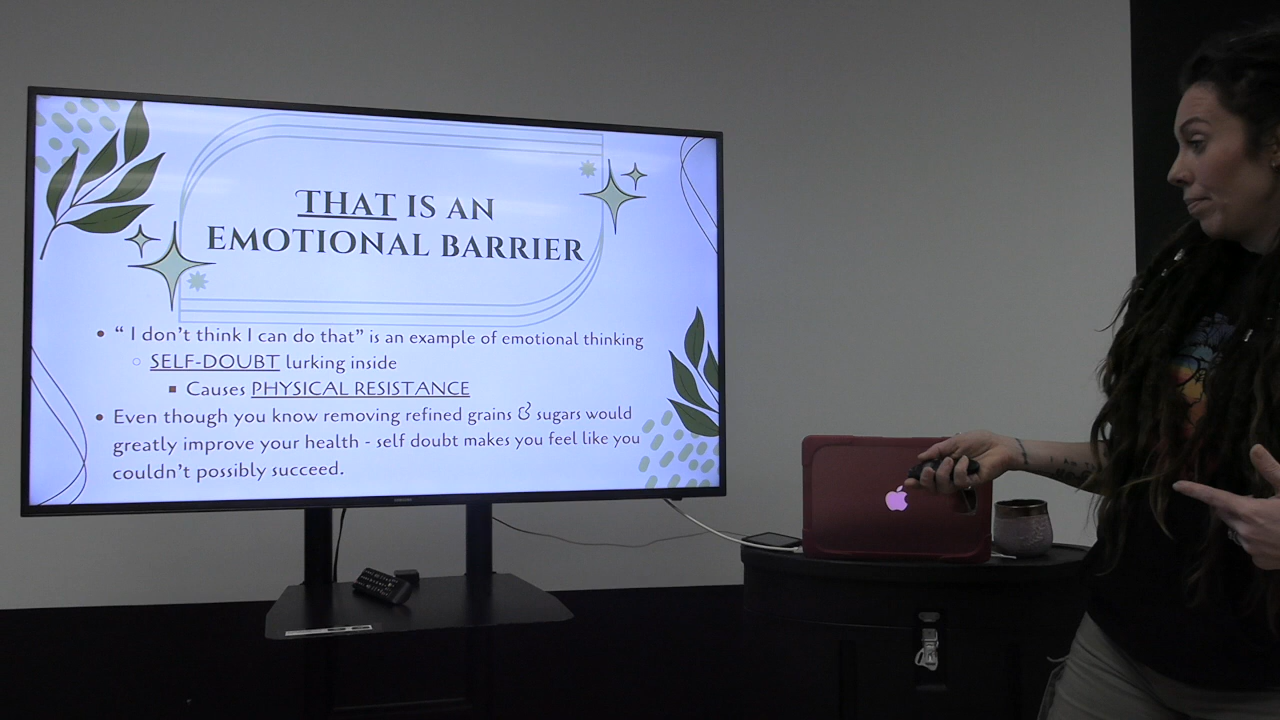 THAT IS AN
EMOTIONAL BARRIER
• “ I don't think I can do that” is an example of emotional thinking
○ SELF-DOUBT lurking inside
▪ Causes PHYSICAL RESISTANCE
• Even though you know removing refined grains & sugars would
greatly improve your health - self doubt makes you feel like you
couldn't possibly succeed.
SAMSUNG